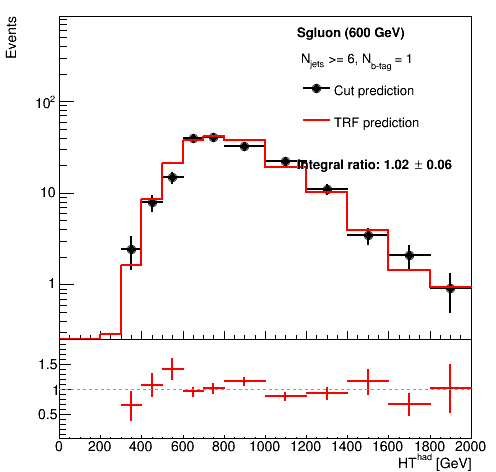 Events
Sgluon (600 GeV)
N_jets >= 6, N_b-tag = 1
Cut prediction
TRF prediction
Integral ratio: 1.02 ± 0.06
10²
10
1
1.5
1
0.5
0 200 400 600 800 1000 1200 1400 1600 1800 2000
HT^had [GeV]